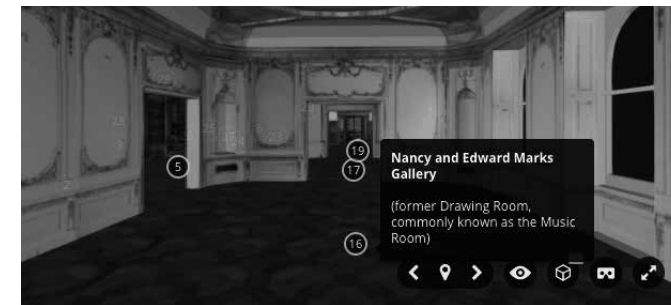 5
19
17
16
Nancy and Edward Marks
Gallery
(former Drawing Room,
commonly known as the Music
Room)